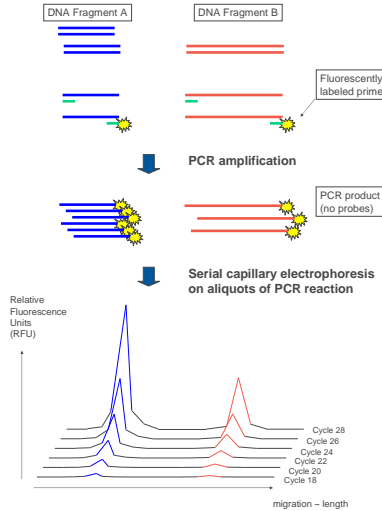 DNA Fragment A
DNA Fragment B
Fluorescently
labeled prime
PCR amplification
PCR product
(no probes)
Serial capillary electrophoresis
on aliquots of PCR reaction
Relative
Fluorescence
Units
(RFU)
Cycle 28
Cycle 26
Cycle 24
Cycle 22
Cycle 20
Cycle 18
migration – length